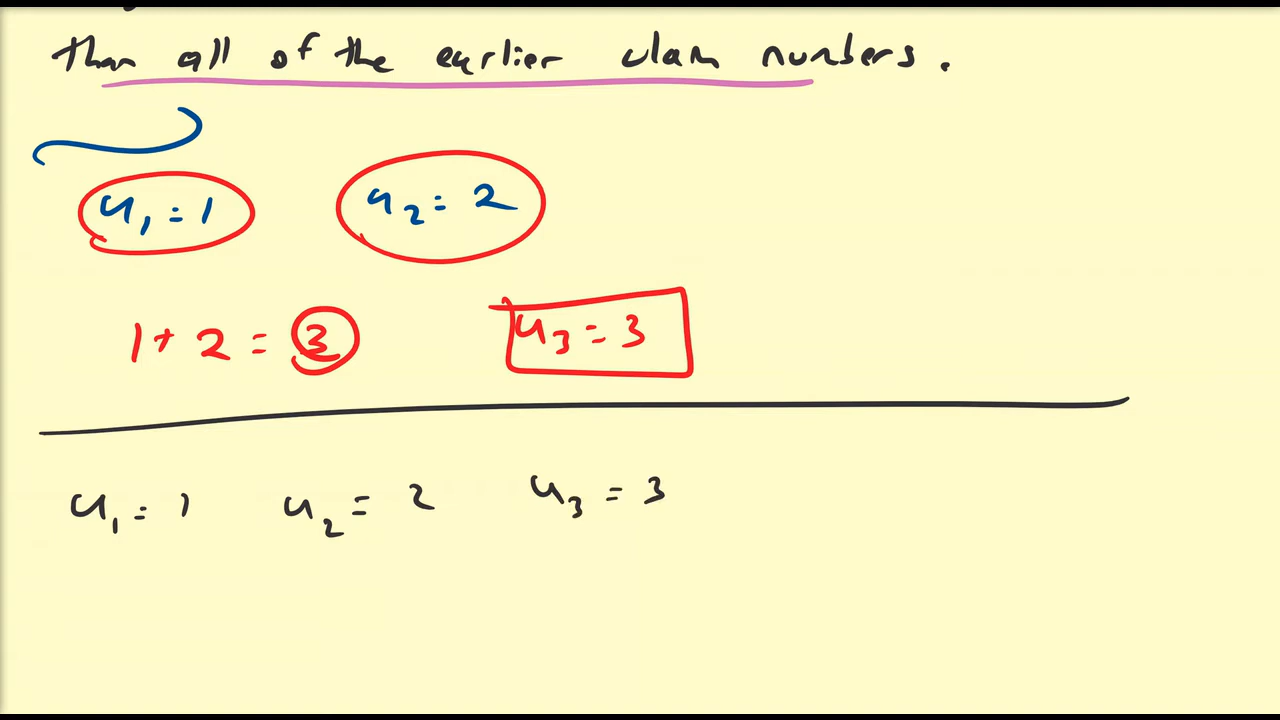 than all of the earlier ulam numbers.
u₁ = 1 u₂ = 2
1 + 2 = 3 u₃ = 3
u₁ = 1 u₂ = 2 u₃ = 3